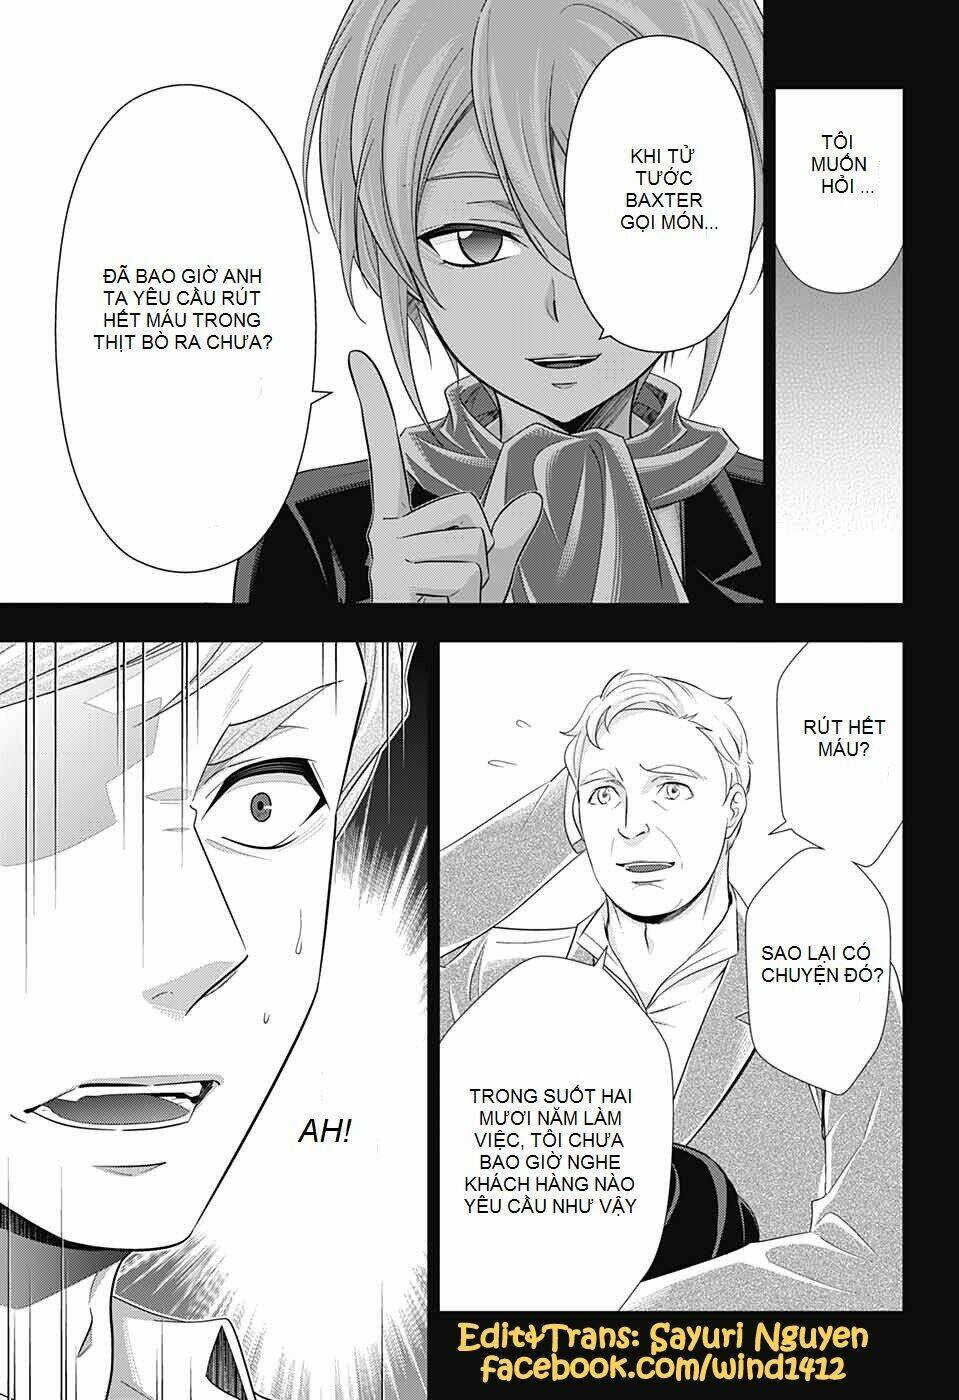 TÔI
MUỐN
HỎI ...
KHI TỬ
TƯỚC
BAXTER
GỌI MÓN...
ĐÃ BAO GIỜ ANH
TA YÊU CẦU RÚT
HẾT MÁU TRONG
THỊT BÒ RA CHƯA?
RÚT HẾT
MÁU?
SAO LẠI CÓ
CHUYỆN ĐÓ?
TRONG SUỐT HAI
MƯƠI NĂM LÀM
VIỆC, TÔI CHƯA
BAO GIỜ NGHE
KHÁCH HÀNG NÀO
YÊU CẦU NHƯ VẬY
AH!
Edit&Trans: Sayuri Nguyen
facebook.com/wind1412